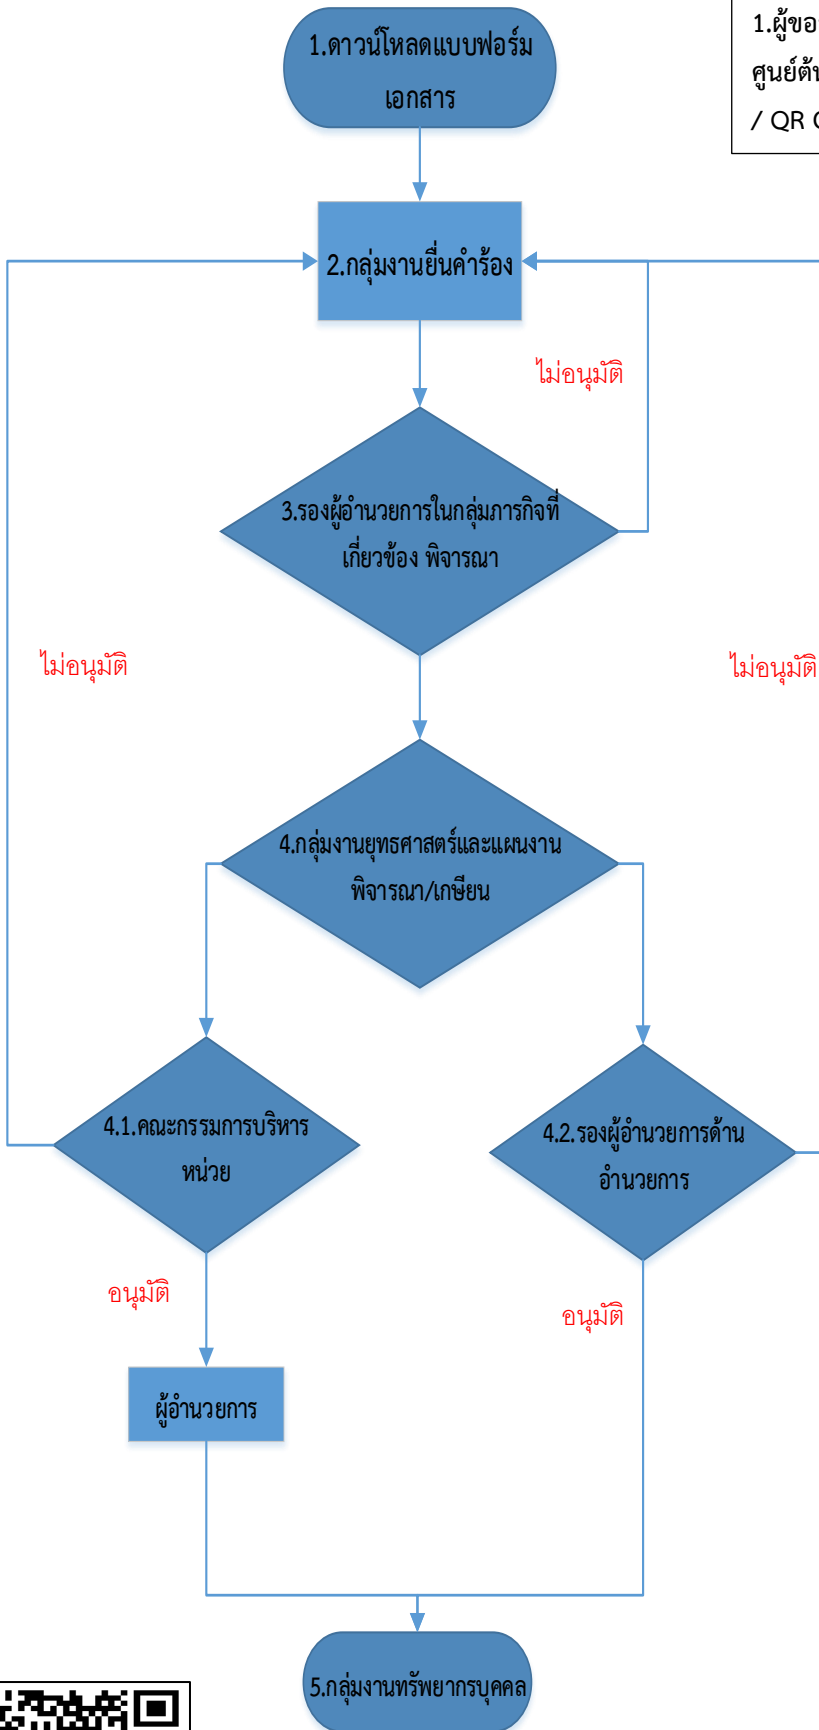 1.ดาวน์โหลดแบบฟอร์ม
เอกสาร
1.ผู้ขอ
ศูนย์ต้น
/ QR
2.กลุ่มงานยื่นคำร้อง
ไม่อนุมัติ
3.รองผู้อำนวยการในกลุ่มภารกิจที่
เกี่ยวข้อง พิจารณา
ไม่อนุมัติ
ไม่อนุมัติ
4.กลุ่มงานยุทธศาสตร์และแผนงาน
พิจารณา/เกษียน
4.1.คณะกรรมการบริหาร
หน่วย
4.2.รองผู้อำนวยการด้าน
อำนวยการ
อนุมัติ
อนุมัติ
ผู้อำนวยการ
5.กลุ่มงานทรัพยากรบุคคล